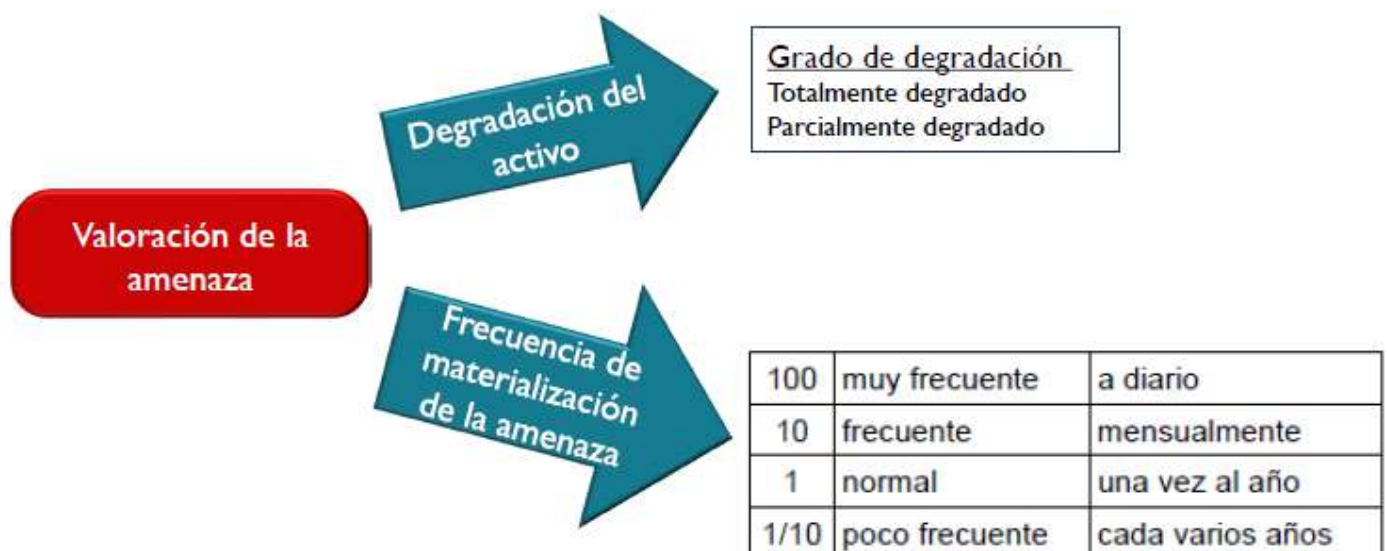 Grado de degradación
Totalmente degradado
Parcialmente degradado
Degradación del
activo
Valoración de la
amenaza
Frecuencia de
materialización
de la amenaza
100 muy frecuente a diario
10 frecuente mensualmente
1 normal una vez al año
1/10 poco frecuente cada varios años